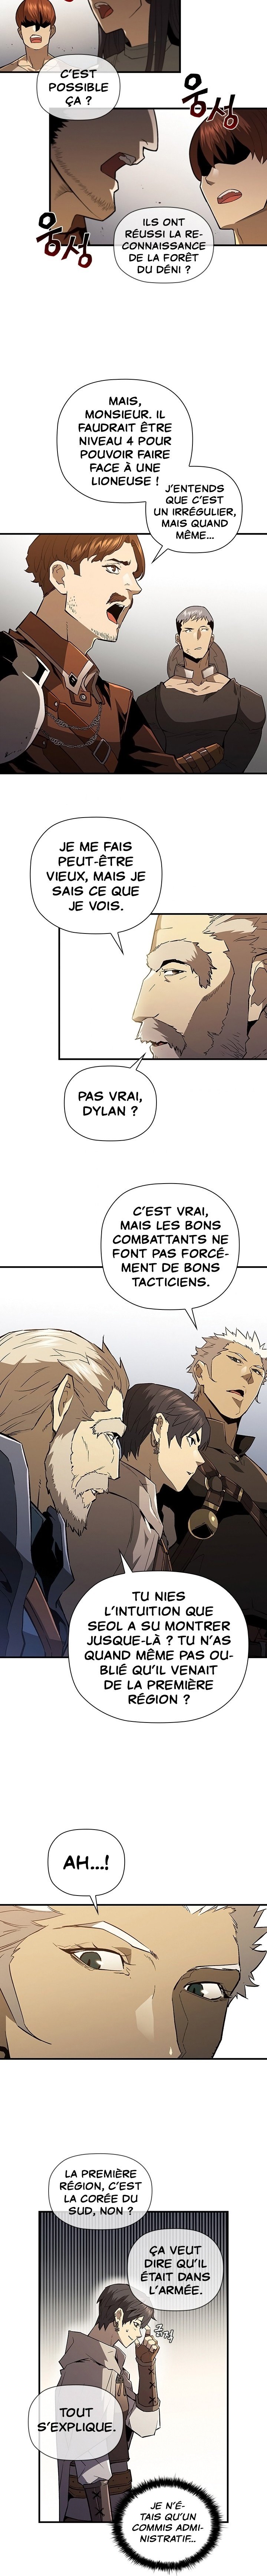 C'EST
POSSIBLE
ÇA ?
웅성
ILS ONT
RÉUSSI LA RE-
CONNAISSANCE
DE LA FORÊT
DU DÉNI ?
웅성
MAIS,
MONSIEUR. IL
FAUDRAIT ÊTRE
NIVEAU 4 POUR
POUVOIR FAIRE
FACE À UNE
LIONEUSE !
J'ENTENDS
QUE C'EST
UN IRRÉGULIER,
MAIS QUAND
MÊME...
JE ME FAIS
PEUT-ÊTRE
VIEUX, MAIS JE
SAIS CE QUE
JE VOIS.
PAS VRAI,
DYLAN ?
C'EST VRAI,
MAIS LES BONS
COMBATTANTS NE
FONT PAS FORCÉ-
MENT DE BONS
TACTICIENS.
TU NIES
L'INTUITION QUE
SEOL A SU MONTRER
JUSQUE-LÀ ? TU N'AS
QUAND MÊME PAS OU-
BLIÉ QU'IL VENAIT
DE LA PREMIÈRE
RÉGION ?
AH...!
LA PREMIÈRE
RÉGION, C'EST
LA CORÉE DU
SUD, NON ?
ÇA VEUT
DIRE QU'IL
ÉTAIT DANS
L'ARMÉE.
긁적
TOUT
S'EXPLIQUE.
JE N'É-
TAIS QU'UN
COMMIS ADMI-
NISTRATIF...